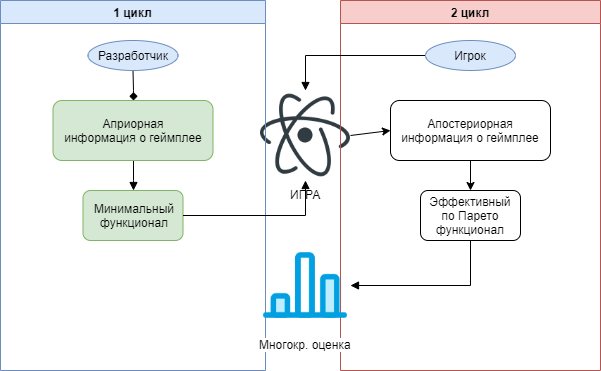 1 цикл
2 цикл
Разработчик
Игрок
Априорная
информация о геймплее
Апостериорная
информация о геймплее
ИГРА
Минимальный
функционал
Эффективный
по Парето
функционал
Многокр. оценка